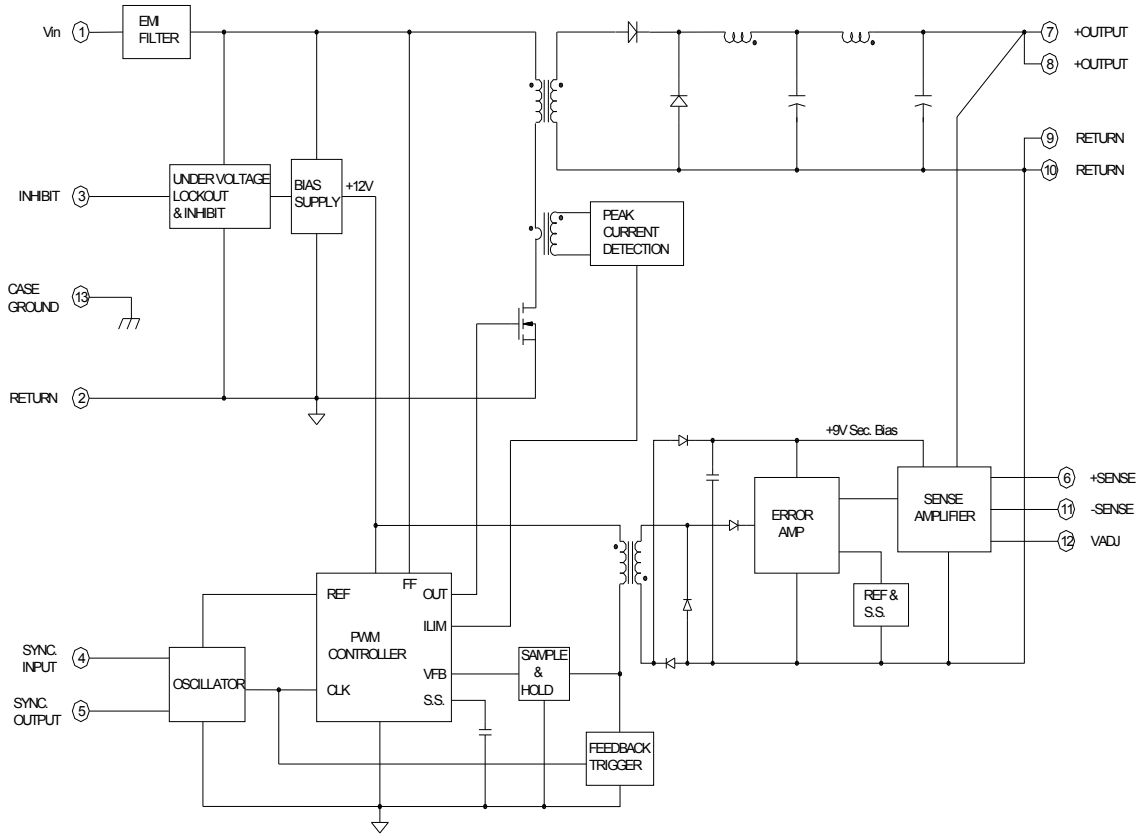 Vin
1
EMI
FILTER
7
+OUTPUT
8
+OUTPUT
9
RETURN
10
RETURN
INHIBIT
3
UNDER VOLTAGE
LOCKOUT
& INHIBIT
BIAS
SUPPLY
+12V
PEAK
CURRENT
DETECTION
CASE
GROUND
13
RETURN
2
+9V Sec. Bias
ERROR
AMP
SENSE
AMPLIFIER
6
+SENSE
11
-SENSE
12
VADJ
REF &
S.S.
SYNC.
INPUT
4
SYNC.
OUTPUT
5
OSCILLATOR
REF
FF
OUT
ILIM
PWM
CONTROLLER
VFB
CLK
S.S.
SAMPLE
&
HOLD
FEEDBACK
TRIGGER